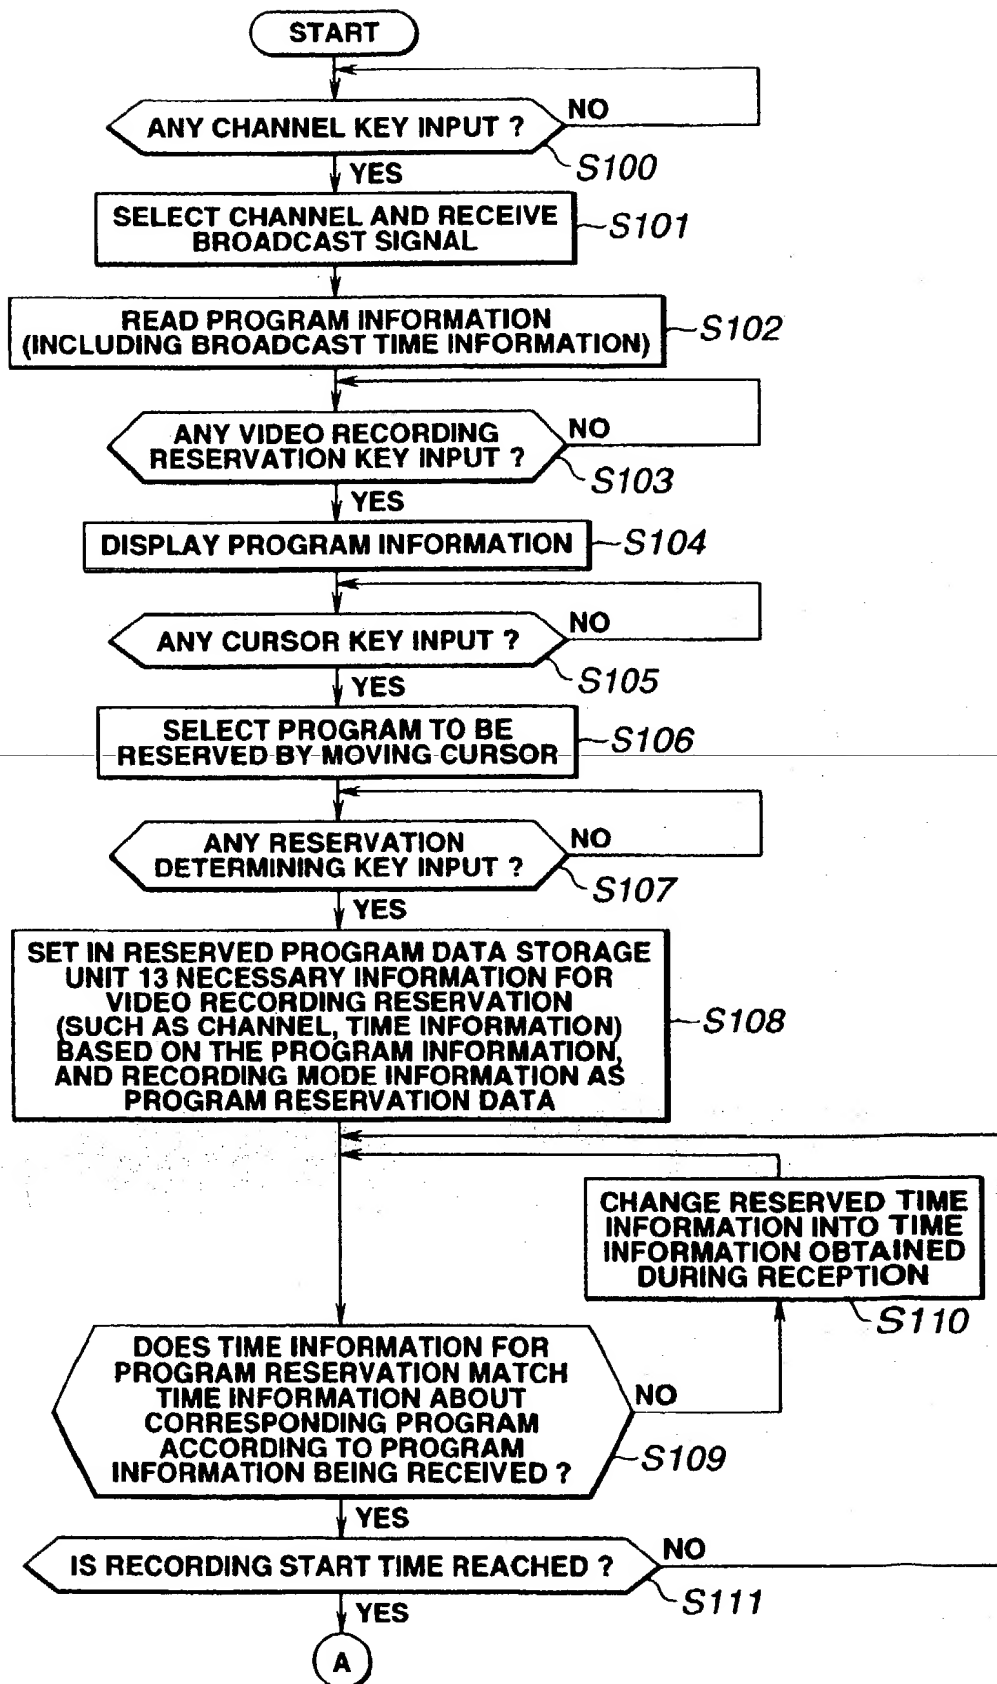 START
ANY CHANNEL KEY INPUT ?
NO
S100
YES
SELECT CHANNEL AND RECEIVE
BROADCAST SIGNAL
S101
READ PROGRAM INFORMATION
(INCLUDING BROADCAST TIME INFORMATION)
S102
ANY VIDEO RECORDING
RESERVATION KEY INPUT ?
NO
S103
YES
DISPLAY PROGRAM INFORMATION
S104
ANY CURSOR KEY INPUT ?
NO
S105
YES
SELECT PROGRAM TO BE
RESERVED BY MOVING CURSOR
S106
ANY RESERVATION
DETERMINING KEY INPUT ?
NO
S107
YES
SET IN RESERVED PROGRAM DATA STORAGE
UNIT 13 NECESSARY INFORMATION FOR
VIDEO RECORDING RESERVATION
(SUCH AS CHANNEL, TIME INFORMATION)
BASED ON THE PROGRAM INFORMATION,
AND RECORDING MODE INFORMATION AS
PROGRAM RESERVATION DATA
S108
CHANGE RESERVED TIME
INFORMATION INTO TIME
INFORMATION OBTAINED
DURING RECEPTION
S110
DOES TIME INFORMATION FOR
PROGRAM RESERVATION MATCH
TIME INFORMATION ABOUT
CORRESPONDING PROGRAM
ACCORDING TO PROGRAM
INFORMATION BEING RECEIVED ?
NO
S109
YES
IS RECORDING START TIME REACHED ?
NO
S111
YES
A